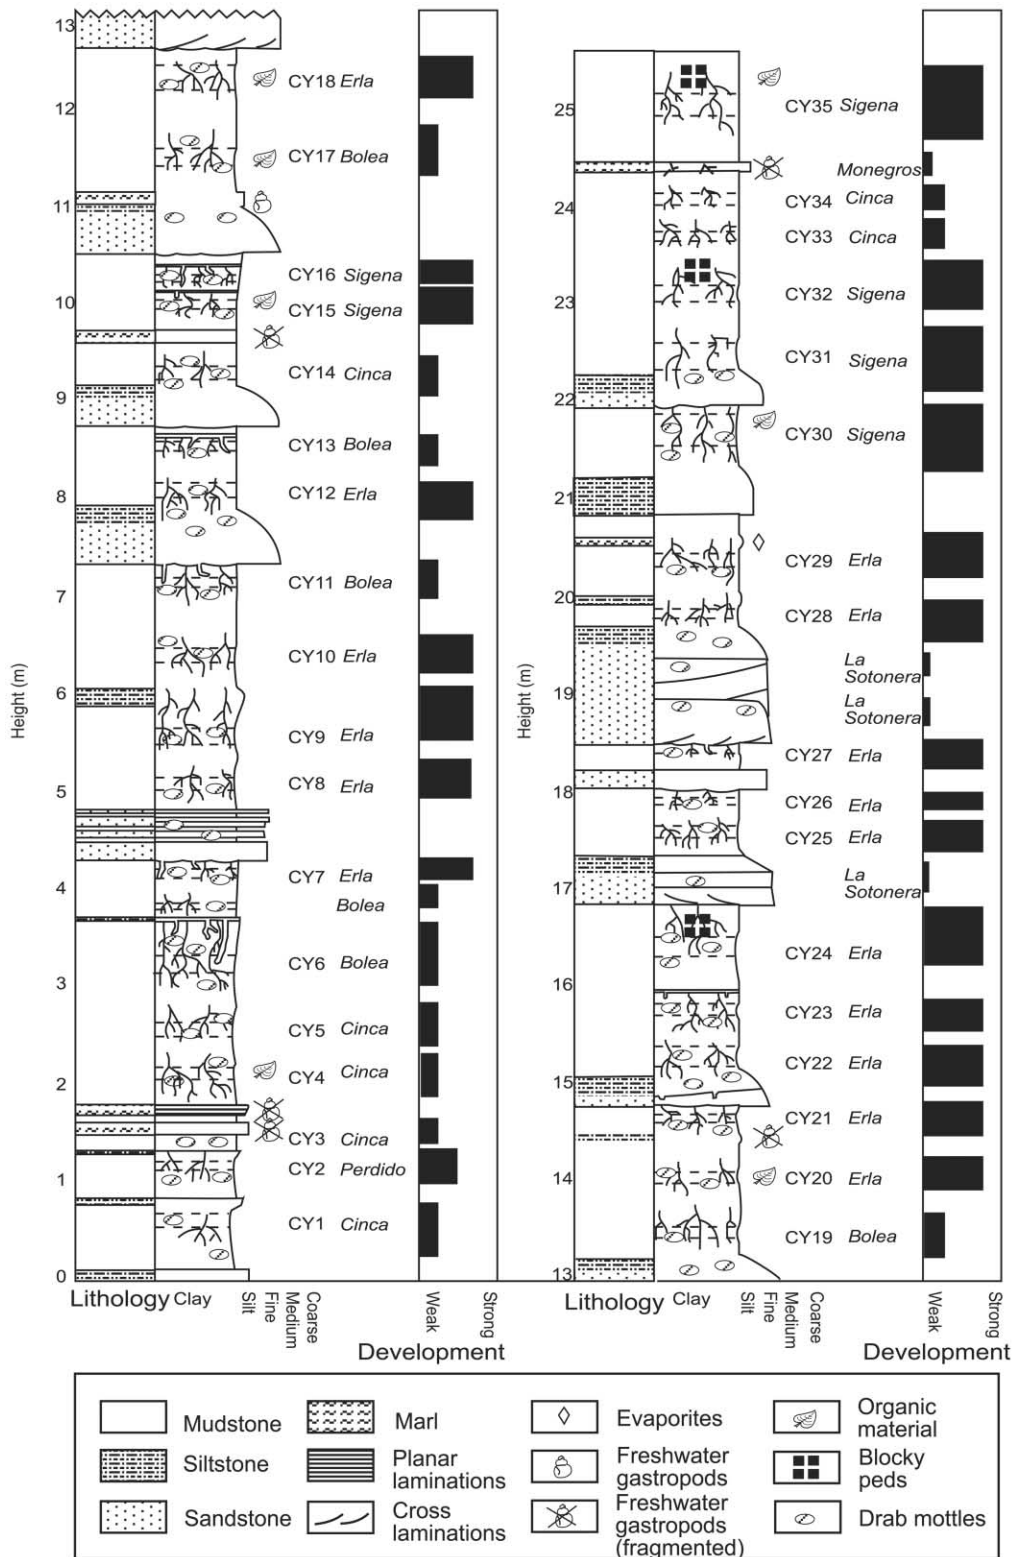 13
CY18 Erla
12
CY17 Bolea
11
CY16 Sigena
10
CY15 Sigena
CY14 Cinca
9
CY13 Bolea
8
CY12 Erla
7
CY11 Bolea
CY10 Erla
6
CY9 Erla
5
CY8 Erla
4
CY7 Erla
Bolea
3
CY6 Bolea
CY5 Cinca
2
CY4 Cinca
CY3 Cinca
1
CY2 Perdido
CY1 Cinca
0
Height (m)
Lithology
Clay
Silt
Fine
Medium
Coarse
Weak
Strong
Development
25
CY35 Sigena
Monegros
24
CY34 Cinca
CY33 Cinca
23
CY32 Sigena
CY31 Sigena
22
CY30 Sigena
21
CY29 Erla
20
CY28 Erla
La
Sotonera
19
La
Sotonera
CY27 Erla
18
CY26 Erla
CY25 Erla
17
La
Sotonera
CY24 Erla
16
CY23 Erla
CY22 Erla
15
CY21 Erla
14
CY20 Erla
CY19 Bolea
13
Height (m)
Lithology
Clay
Silt
Fine
Medium
Coarse
Weak
Strong
Development
Mudstone
Siltstone
Sandstone
Marl
Planar
laminations
Cross
laminations
Evaporites
Freshwater
gastropods
Freshwater
gastropods
(fragmented)
Organic
material
Blocky
peds
Drab mottles